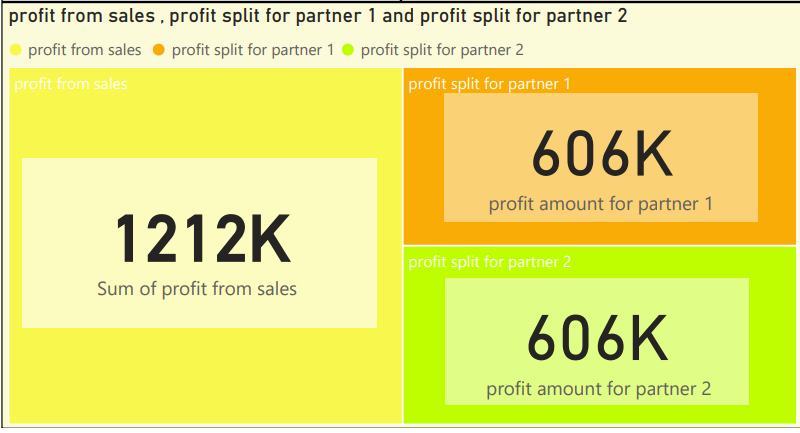 profit from sales , profit split for partner 1 and profit split for partner 2
profit from sales profit split for partner 1 profit split for partner 2
profit from sales
1212K
Sum of profit from sales
profit split for partner 1
606K
profit amount for partner 1
profit split for partner 2
606K
profit amount for partner 2